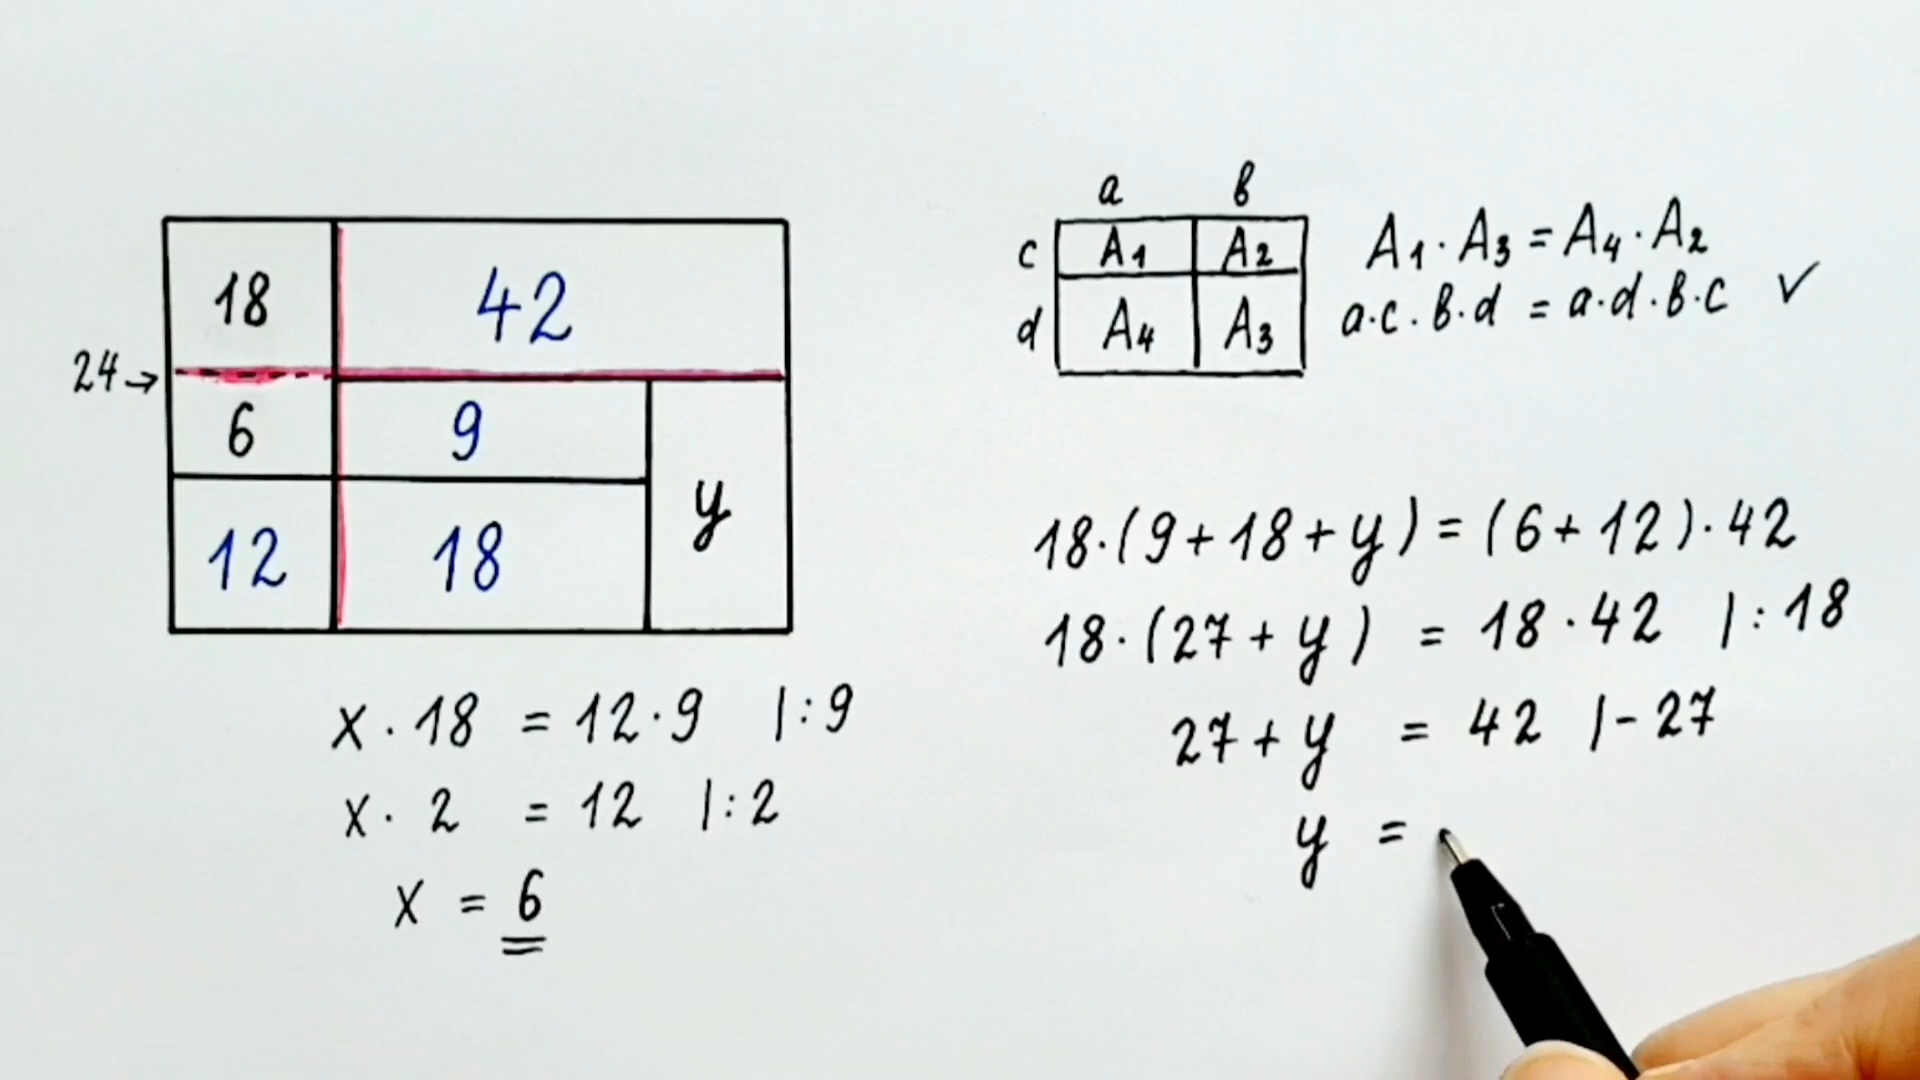 18 42
24→
6 9
y
12 18
x · 18 = 12 · 9 |:9
x · 2 = 12 |:2
x = 6
a b
c A1 A2
d A4 A3
A1 · A3 = A4 · A2
a·c·b·d = a·d·b·c ✓
18·(9+18+y) = (6+12)·42
18·(27+y) = 18·42 |:18
27+y = 42 |-27
y =